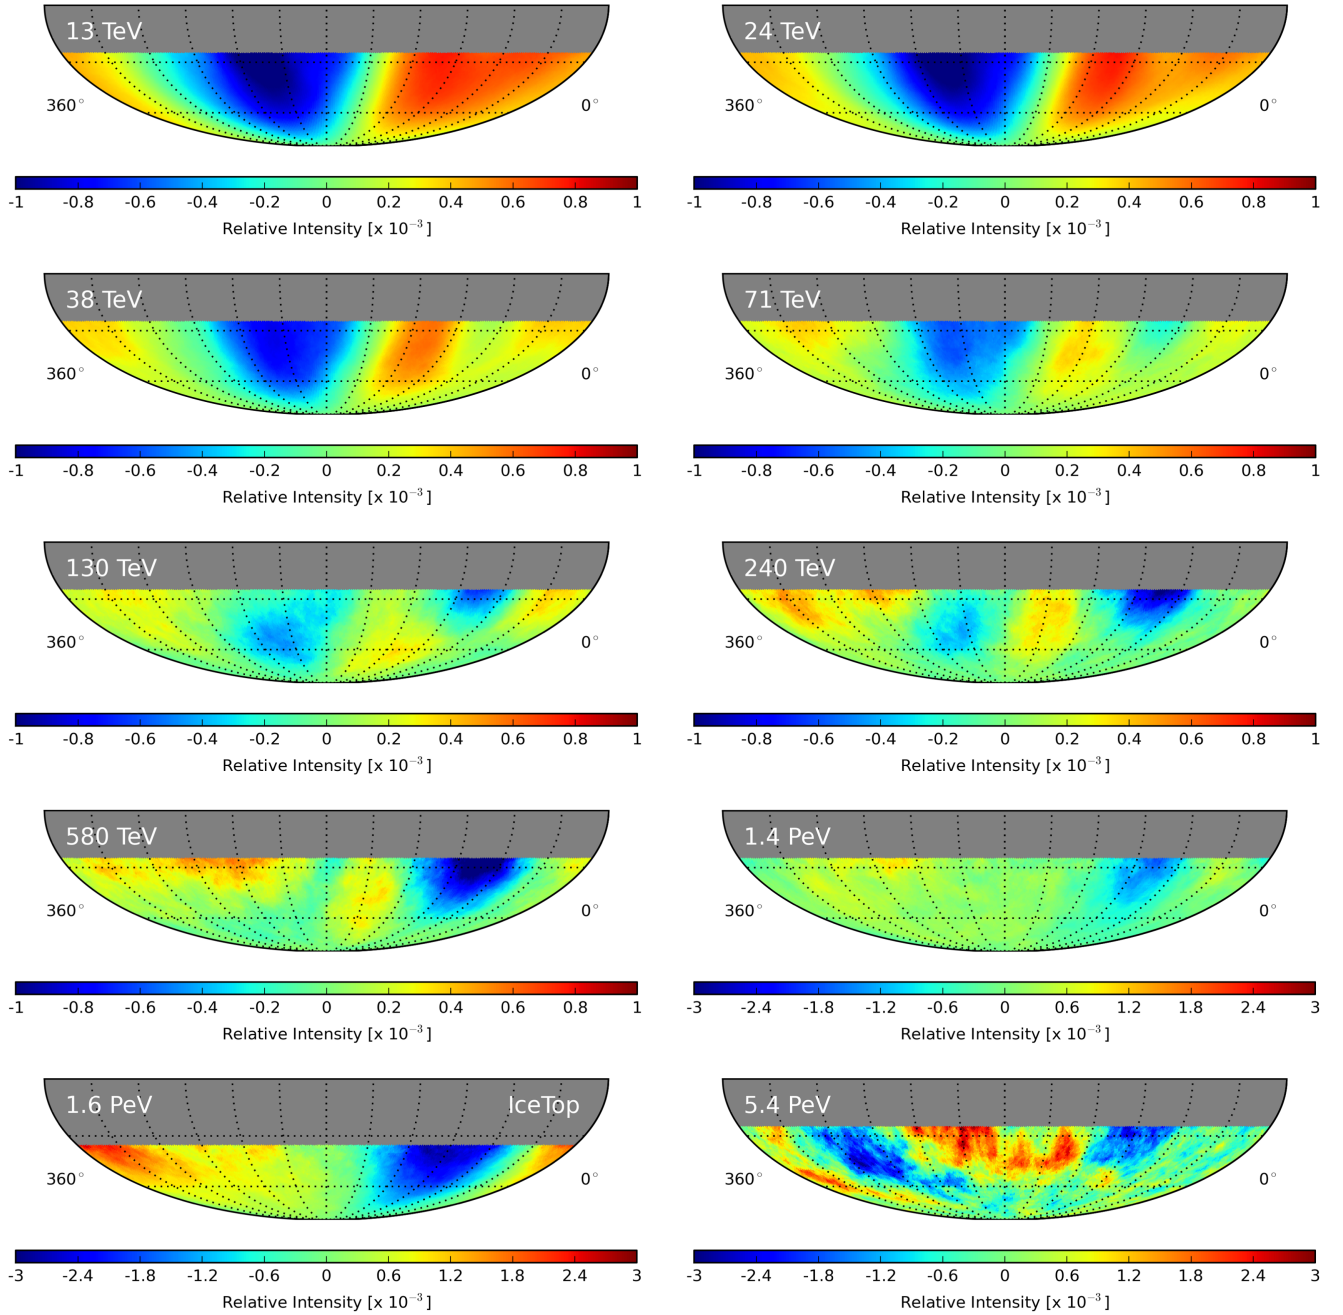 13 TeV
24 TeV
360° 0°
360° 0°
-1 -0.8 -0.6 -0.4 -0.2 0 0.2 0.4 0.6 0.8 1
-1 -0.8 -0.6 -0.4 -0.2 0 0.2 0.4 0.6 0.8 1
Relative Intensity [x 10⁻³]
Relative Intensity [x 10⁻³]
38 TeV
71 TeV
360° 0°
360° 0°
-1 -0.8 -0.6 -0.4 -0.2 0 0.2 0.4 0.6 0.8 1
-1 -0.8 -0.6 -0.4 -0.2 0 0.2 0.4 0.6 0.8 1
Relative Intensity [x 10⁻³]
Relative Intensity [x 10⁻³]
130 TeV
240 TeV
360° 0°
360° 0°
-1 -0.8 -0.6 -0.4 -0.2 0 0.2 0.4 0.6 0.8 1
-1 -0.8 -0.6 -0.4 -0.2 0 0.2 0.4 0.6 0.8 1
Relative Intensity [x 10⁻³]
Relative Intensity [x 10⁻³]
580 TeV
1.4 PeV
360° 0°
360° 0°
-1 -0.8 -0.6 -0.4 -0.2 0 0.2 0.4 0.6 0.8 1
-3 -2.4 -1.8 -1.2 -0.6 0 0.6 1.2 1.8 2.4 3
Relative Intensity [x 10⁻³]
Relative Intensity [x 10⁻³]
1.6 PeV IceTop
5.4 PeV
360° 0°
360° 0°
-3 -2.4 -1.8 -1.2 -0.6 0 0.6 1.2 1.8 2.4 3
-3 -2.4 -1.8 -1.2 -0.6 0 0.6 1.2 1.8 2.4 3
Relative Intensity [x 10⁻³]
Relative Intensity [x 10⁻³]